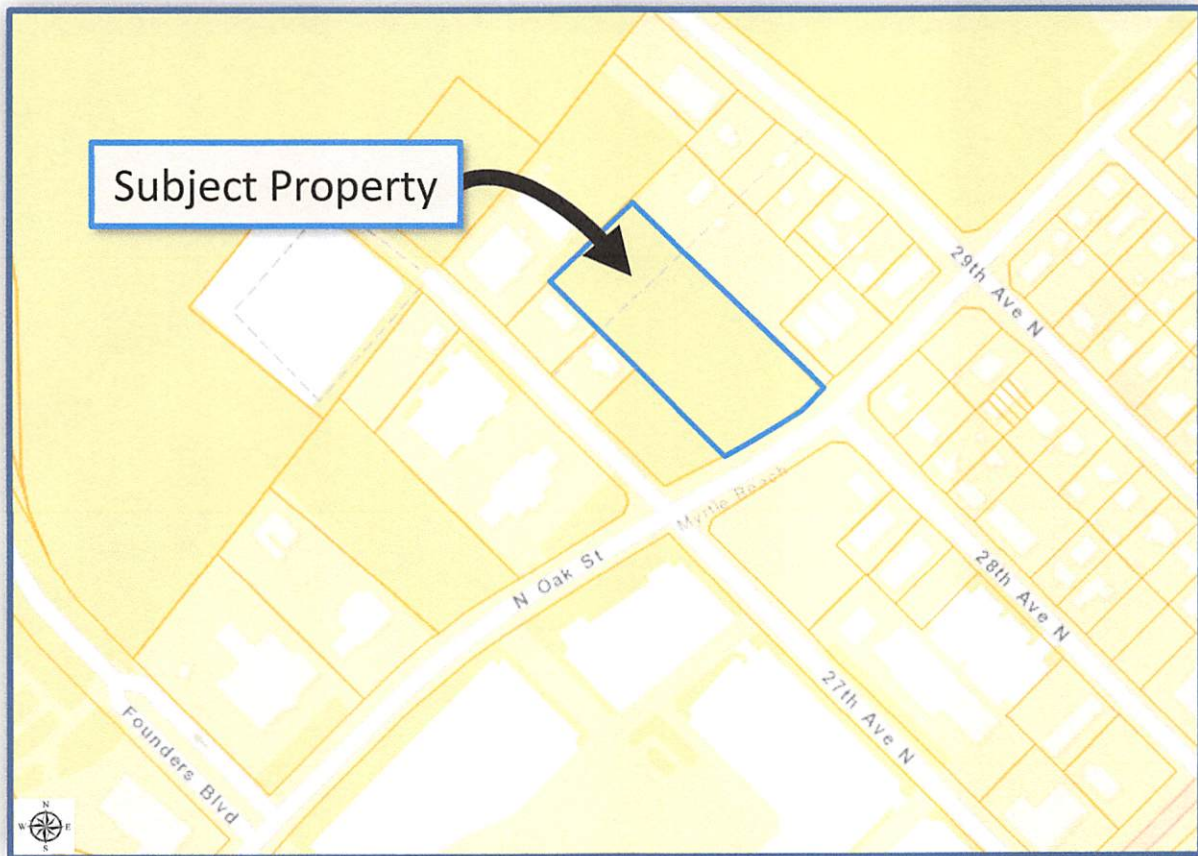 Subject Property
29th Ave N
Myrtle Beach
N Oak St
28th Ave N
27th Ave N
Founders Blvd
N
W E
S